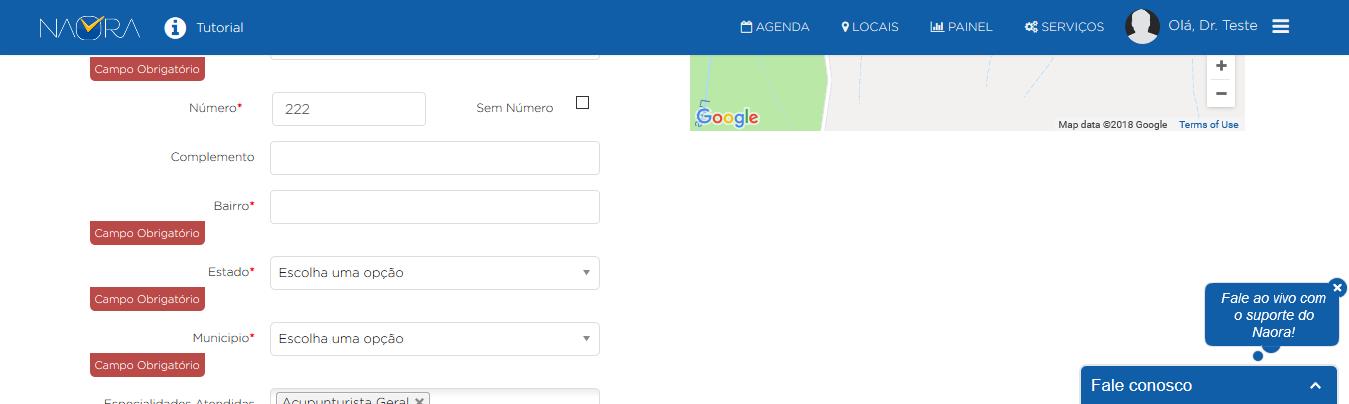 NAORA
Tutorial
AGENDA
LOCAIS
PAINEL
SERVIÇOS
Olá, Dr. Teste
Campo Obrigatório
Número*
222
Sem Número
Complemento
Bairro*
Campo Obrigatório
Estado*
Escolha uma opção
Campo Obrigatório
Municipio*
Escolha uma opção
Campo Obrigatório
Especialidades Atendidas
Acupunturista Geral
Google
Map data ©2018 Google
Terms of Use
Fale ao vivo com
o suporte do
Naora!
Fale conosco